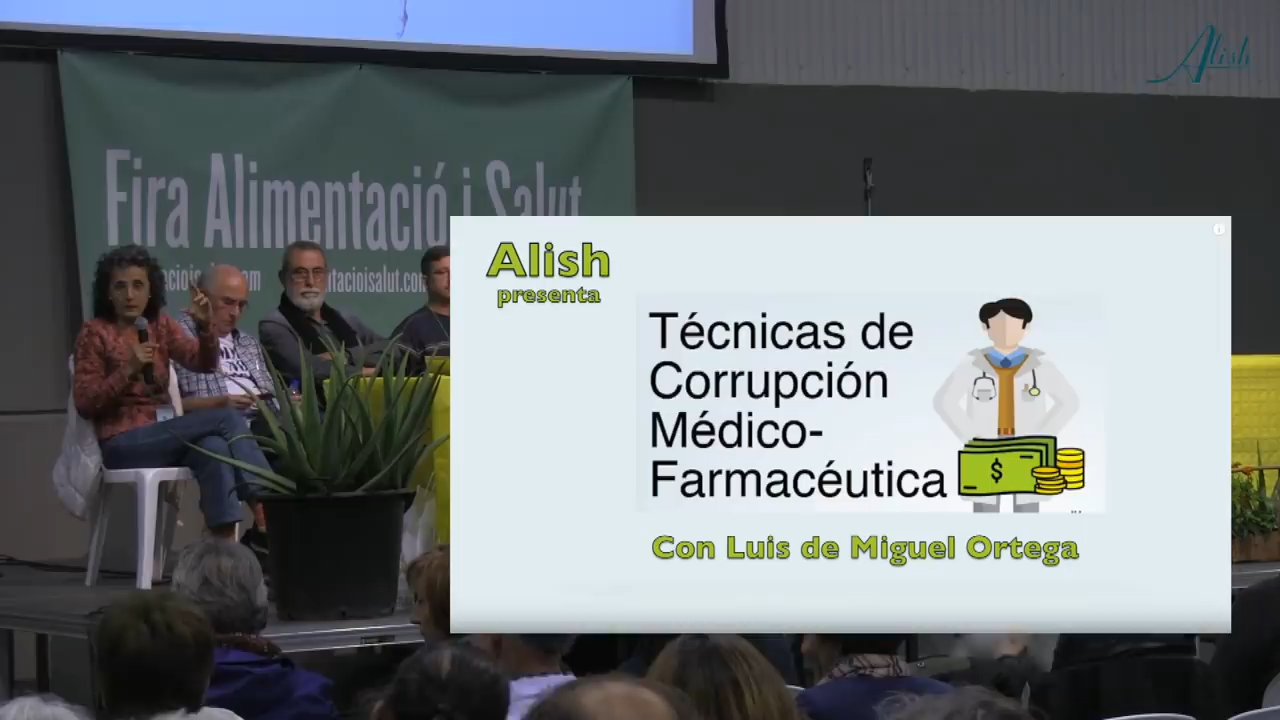 Alish
Fira Alimentació i Salut
Alish
presenta
Técnicas de
Corrupción
Médico-
Farmacéutica
$
Con Luis de Miguel Ortega